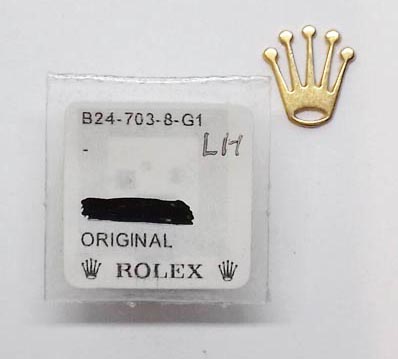 B24-703-8-G1
- LH
ORIGINAL
ROLEX